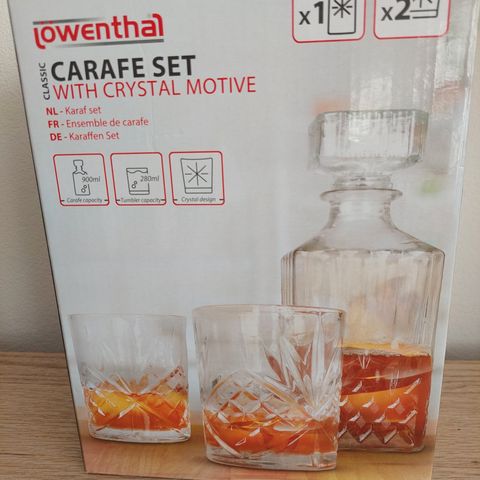 löwenthal
x1
x2
CLASSIC
CARAFE SET
WITH CRYSTAL MOTIVE
NL - Karaf set
FR - Ensemble de carafe
DE - Karaffen Set
900ml
280ml
Carafe capacity
Tumbler capacity
Crystal design